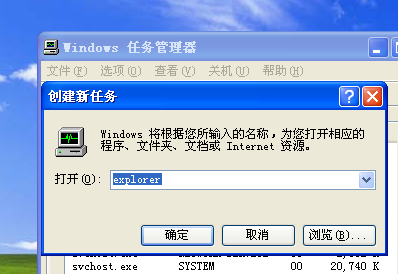 Windows 任务管理器
文件(F) 选项(O) 查看(V) 关机(U) 帮助(H)
创建新任务
Windows 将根据您所输入的名称，为您打开相应的
程序、文件夹、文档或 Internet 资源。
打开(O): explorer
确定 取消 浏览(B)...
svchost.exe SYSTEM 00 20,740 K